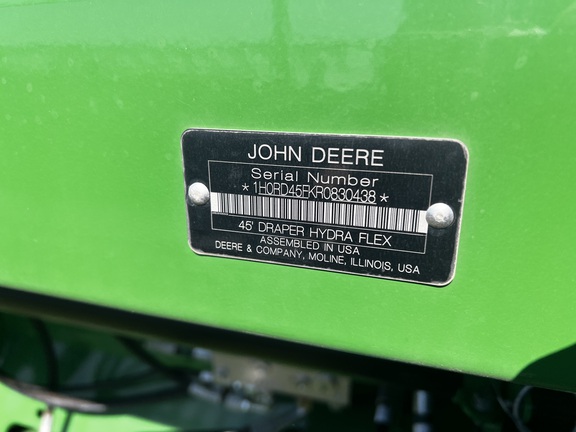 JOHN DEERE
Serial Number
*1H0RD45FKR0830438*
45' DRAPER HYDRA FLEX
ASSEMBLED IN USA
DEERE & COMPANY, MOLINE, ILLINOIS, USA